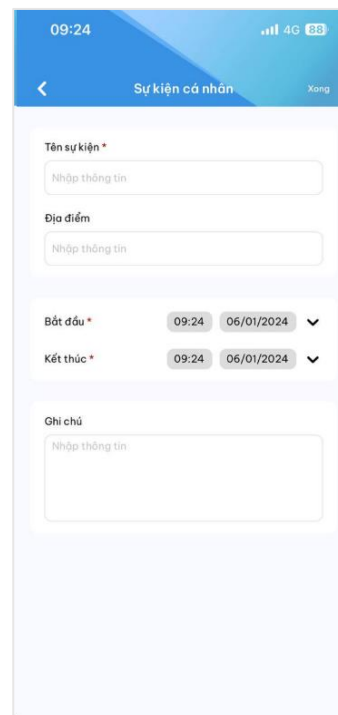 09:24 4G 88
Sự kiện cá nhân Xong
Tên sự kiện *
Nhập thông tin
Địa điểm
Nhập thông tin
Bắt đầu * 09:24 06/01/2024
Kết thúc * 09:24 06/01/2024
Ghi chú
Nhập thông tin